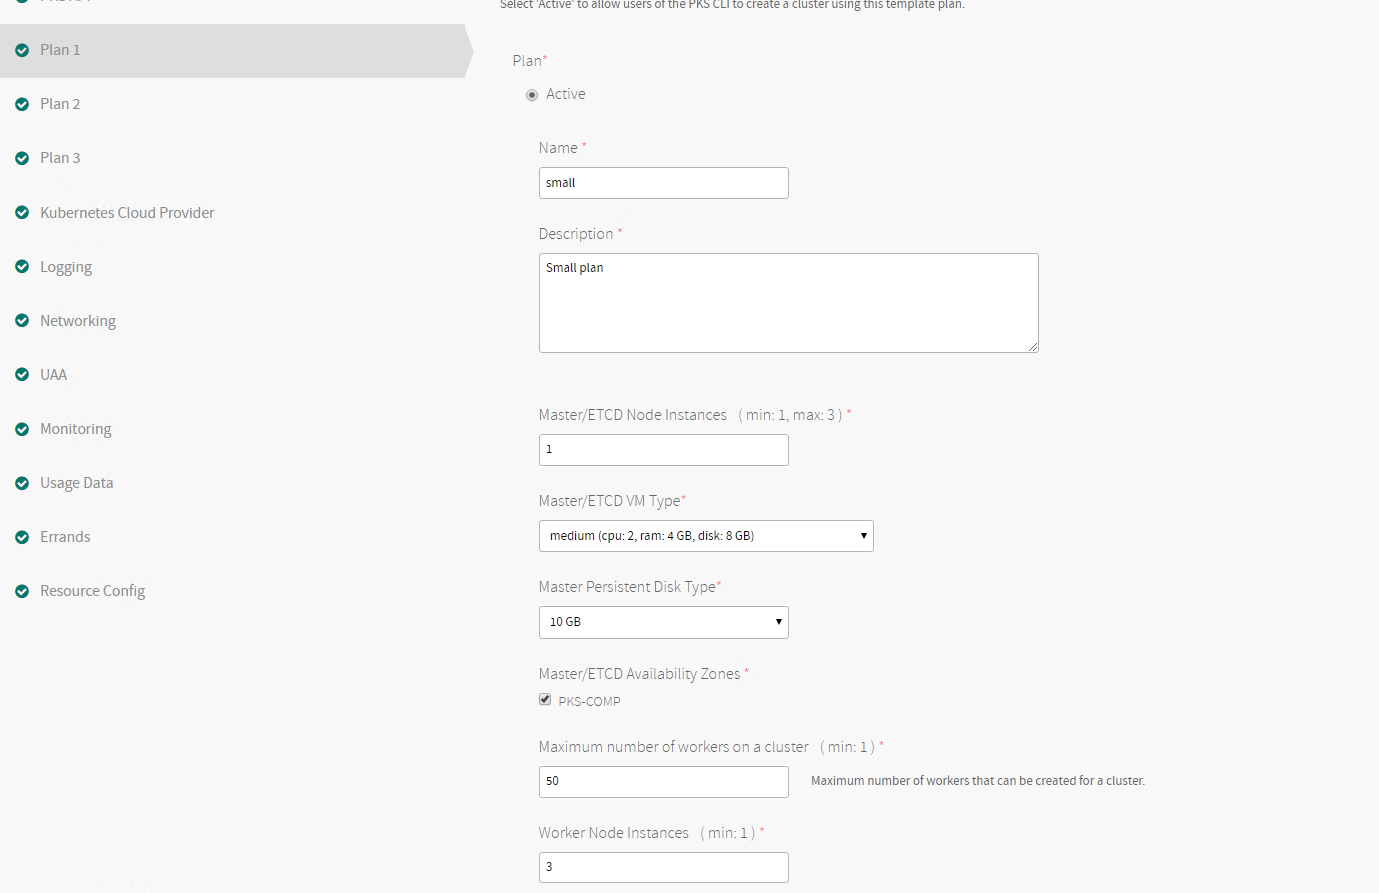 Select 'Active' to allow users of the PKS CLI to create a cluster using this template plan.
Plan 1
Plan 2
Plan 3
Kubernetes Cloud Provider
Logging
Networking
UAA
Monitoring
Usage Data
Errands
Resource Config
Plan*
Active
Name *
small
Description *
Small plan
Master/ETCD Node Instances ( min: 1, max: 3 ) *
1
Master/ETCD VM Type*
medium (cpu: 2, ram: 4 GB, disk: 8 GB)
Master Persistent Disk Type*
10 GB
Master/ETCD Availability Zones *
PKS-COMP
Maximum number of workers on a cluster ( min: 1 ) *
50
Maximum number of workers that can be created for a cluster.
Worker Node Instances ( min: 1 ) *
3